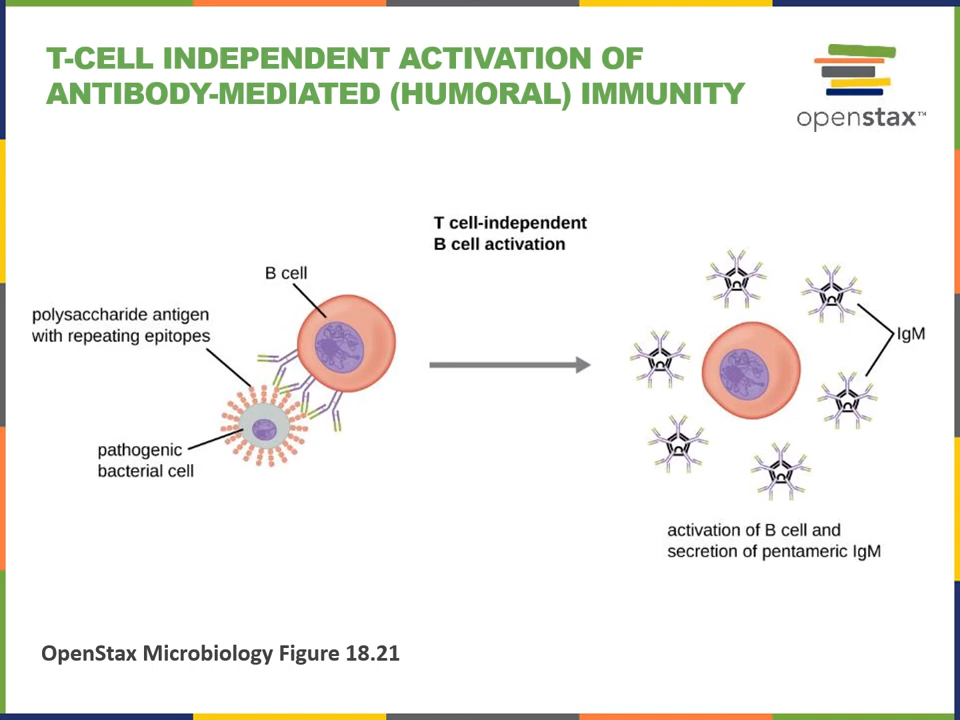 T-CELL INDEPENDENT ACTIVATION OF
ANTIBODY-MEDIATED (HUMORAL) IMMUNITY
openstax™
T cell-independent
B cell activation
B cell
polysaccharide antigen
with repeating epitopes
IgM
pathogenic
bacterial cell
activation of B cell and
secretion of pentameric IgM
OpenStax Microbiology Figure 18.21